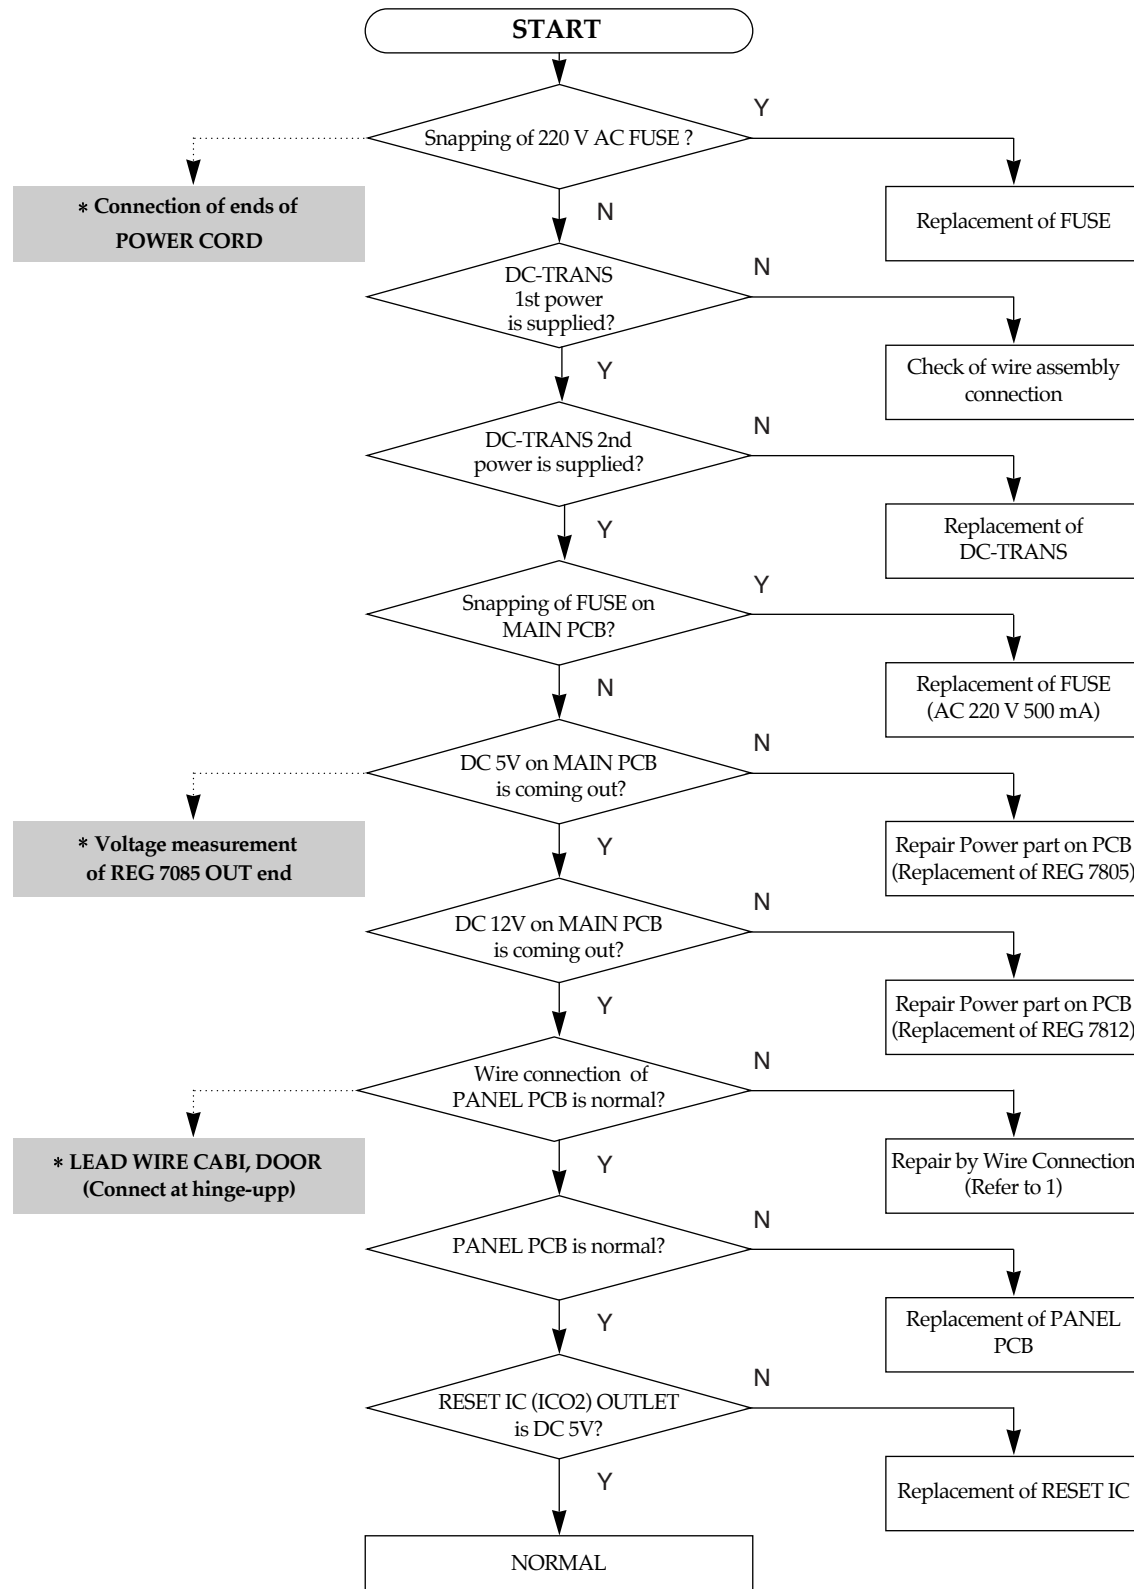 START
Snapping of 220 V AC FUSE ?
Y
* Connection of ends of
POWER CORD
N
Replacement of FUSE
DC-TRANS
1st power
is supplied?
N
Y
Check of wire assembly
connection
DC-TRANS 2nd
power is supplied?
N
Y
Replacement of
DC-TRANS
Snapping of FUSE on
MAIN PCB?
Y
N
Replacement of FUSE
(AC 220 V 500 mA)
DC 5V on MAIN PCB
is coming out?
N
* Voltage measurement
of REG 7085 OUT end
Y
Repair Power part on PCB
(Replacement of REG 7805)
DC 12V on MAIN PCB
is coming out?
N
Y
Repair Power part on PCB
(Replacement of REG 7812)
Wire connection of
PANEL PCB is normal?
N
* LEAD WIRE CABI, DOOR
(Connect at hinge-upp)
Y
Repair by Wire Connection
(Refer to 1)
PANEL PCB is normal?
N
Y
Replacement of PANEL
PCB
RESET IC (ICO2) OUTLET
is DC 5V?
N
Y
Replacement of RESET IC
NORMAL